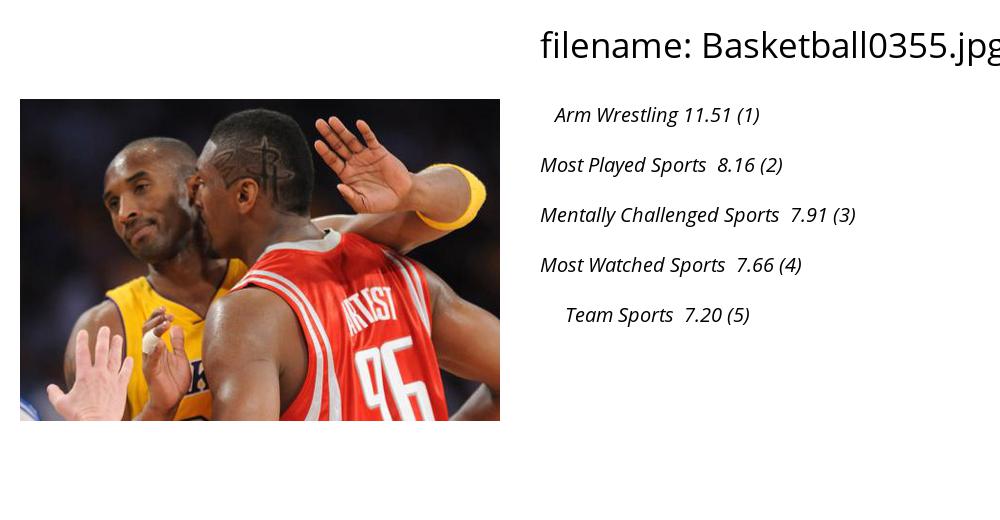 filename: Basketball0355.jpg
Arm Wrestling 11.51 (1)
Most Played Sports 8.16 (2)
Mentally Challenged Sports 7.91 (3)
Most Watched Sports 7.66 (4)
Team Sports 7.20 (5)
ARTEST
96